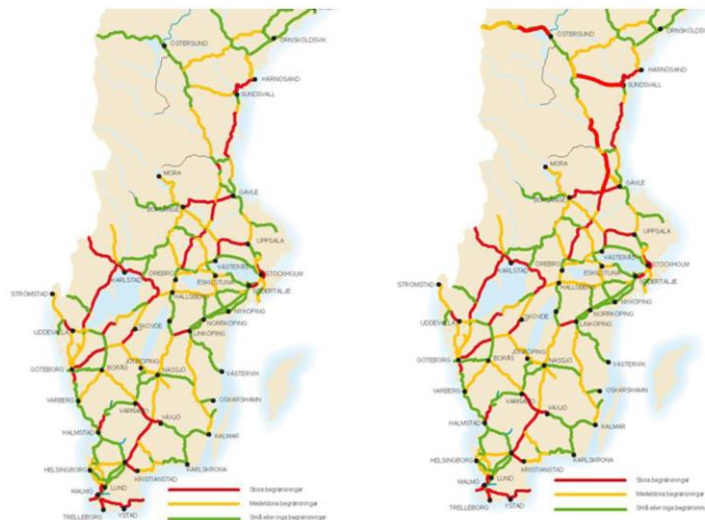 ÖSTERSUND
ÖRNSKÖLDSVIK
HÄRNÖSAND
SUNDSVALL
MORA
GÄVLE
BORLÄNGE
UPPSALA
VÄSTERÅS
STOCKHOLM
KARLSTAD
ÖREBRO
ESKILSTUNA
SÖDERTÄLJE
STRÖMSTAD
HALLSBERG
NYKÖPING
NORRKÖPING
UDDEVALLA
SKÖVDE
LINKÖPING
GÖTEBORG
BORÅS
JÖNKÖPING
NÄSSJÖ
VÄSTERVIK
VARBERG
OSKARSHAMN
VÄRNAMO
VÄXJÖ
HALMSTAD
KALMAR
HELSINGBORG
KRISTIANSTAD
KARLSKRONA
LUND
MALMÖ
TRELLEBORG
YSTAD
Stora begränsningar
Medelstora begränsningar
Små eller inga begränsningar
ÖSTERSUND
ÖRNSKÖLDSVIK
HÄRNÖSAND
SUNDSVALL
MORA
GÄVLE
BORLÄNGE
UPPSALA
VÄSTERÅS
STOCKHOLM
KARLSTAD
ÖREBRO
ESKILSTUNA
SÖDERTÄLJE
STRÖMSTAD
HALLSBERG
NYKÖPING
NORRKÖPING
UDDEVALLA
SKÖVDE
LINKÖPING
GÖTEBORG
BORÅS
JÖNKÖPING
NÄSSJÖ
VÄSTERVIK
VARBERG
OSKARSHAMN
VÄRNAMO
VÄXJÖ
HALMSTAD
KALMAR
HELSINGBORG
KRISTIANSTAD
KARLSKRONA
LUND
MALMÖ
TRELLEBORG
YSTAD
Stora begränsningar
Medelstora begränsningar
Små eller inga begränsningar